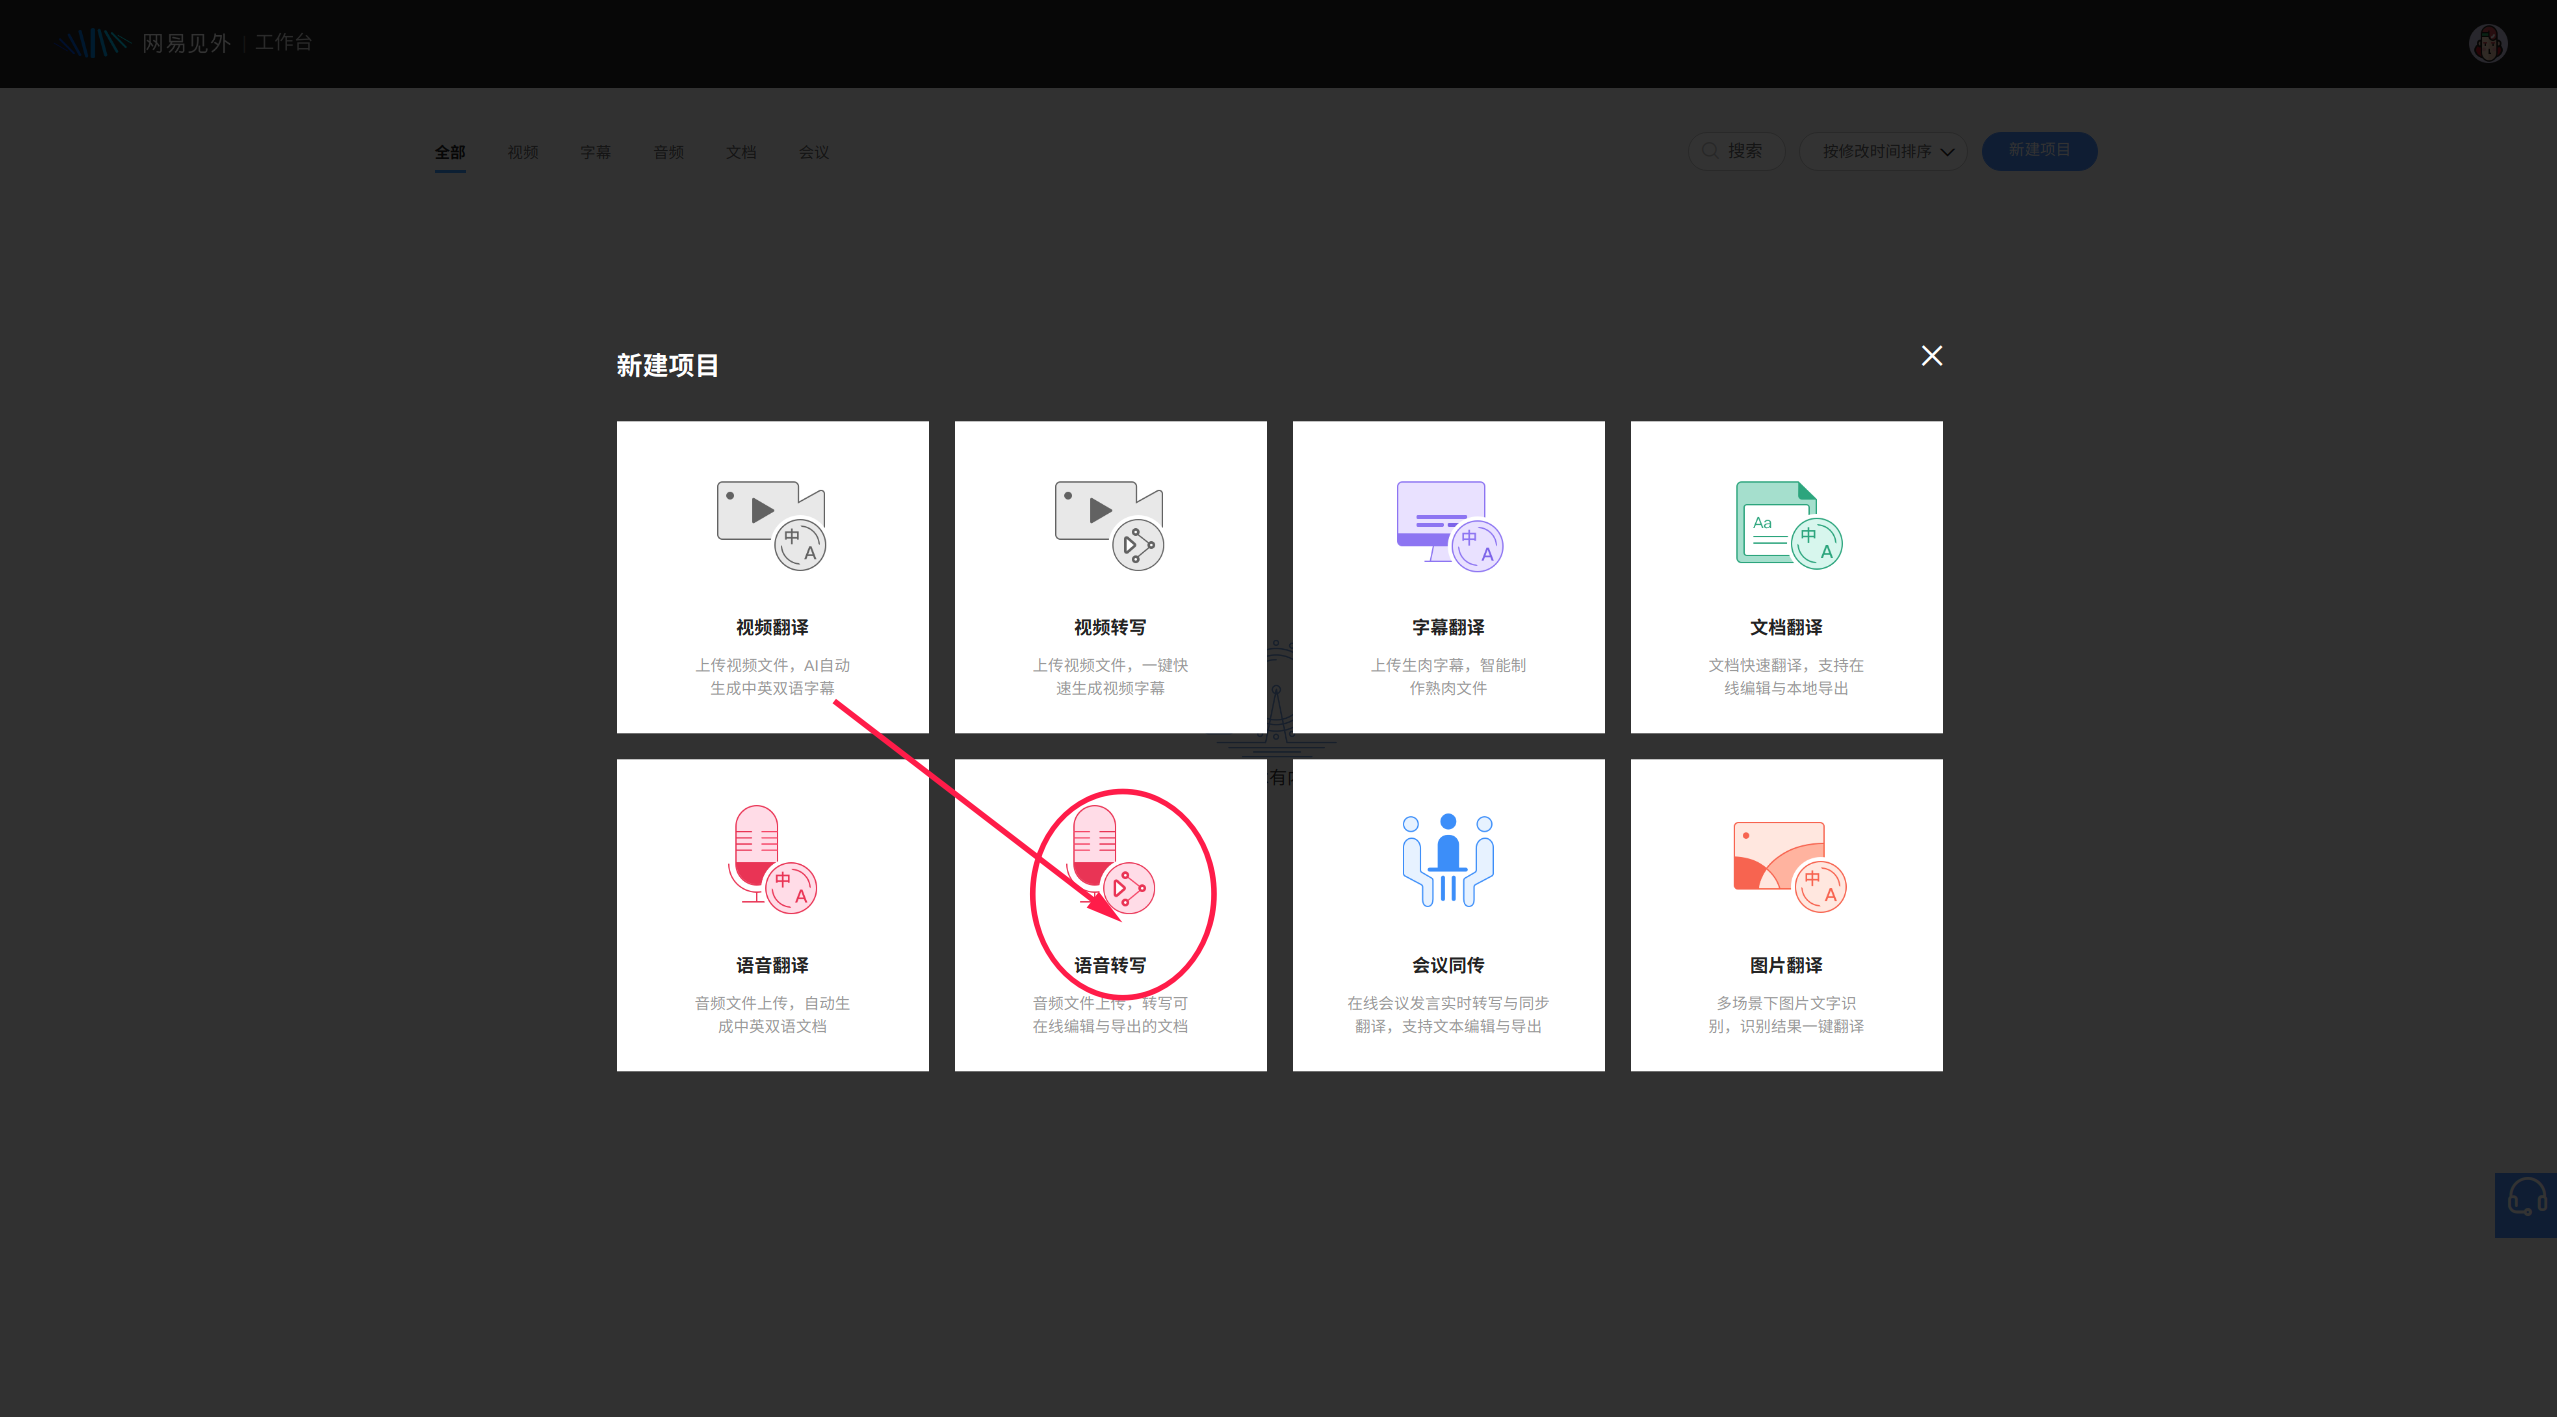 网易见外 | 工作台
全部 视频 字幕 音频 文档 会议 搜索 按修改时间排序 新建项目
新建项目
视频翻译
上传视频文件，AI自动
生成中英双语字幕
视频转写
上传视频文件，一键快
速生成视频字幕
Aa
字幕翻译
上传生肉字幕，智能制
作熟肉文件
文档翻译
文档快速翻译，支持在
线编辑与本地导出
语音翻译
音频文件上传，自动生
成中英双语文档
语音转写
音频文件上传，转写可
在线编辑与导出的文档
会议同传
在线会议发言实时转写与同步
翻译，支持文本编辑与导出
图片翻译
多场景下图片文字识
别，识别结果一键翻译